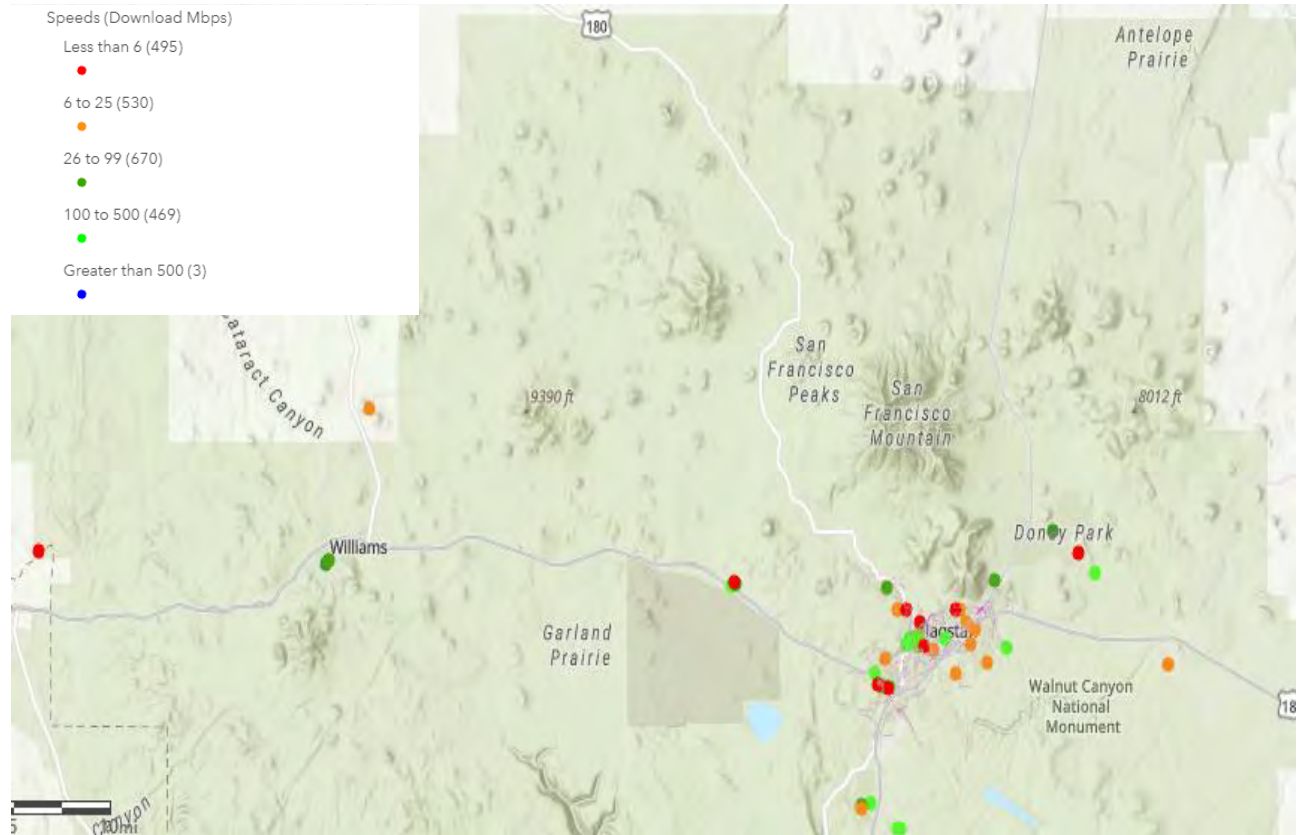 Speeds (Download Mbps)
Less than 6 (495)
6 to 25 (530)
26 to 99 (670)
100 to 500 (469)
Greater than 500 (3)
180
Antelope
Prairie
San
Francisco
Peaks
San
Francisco
Mountain
9390 ft
8012 ft
Williams
Garland
Prairie
Walnut Canyon
National
Monument
18